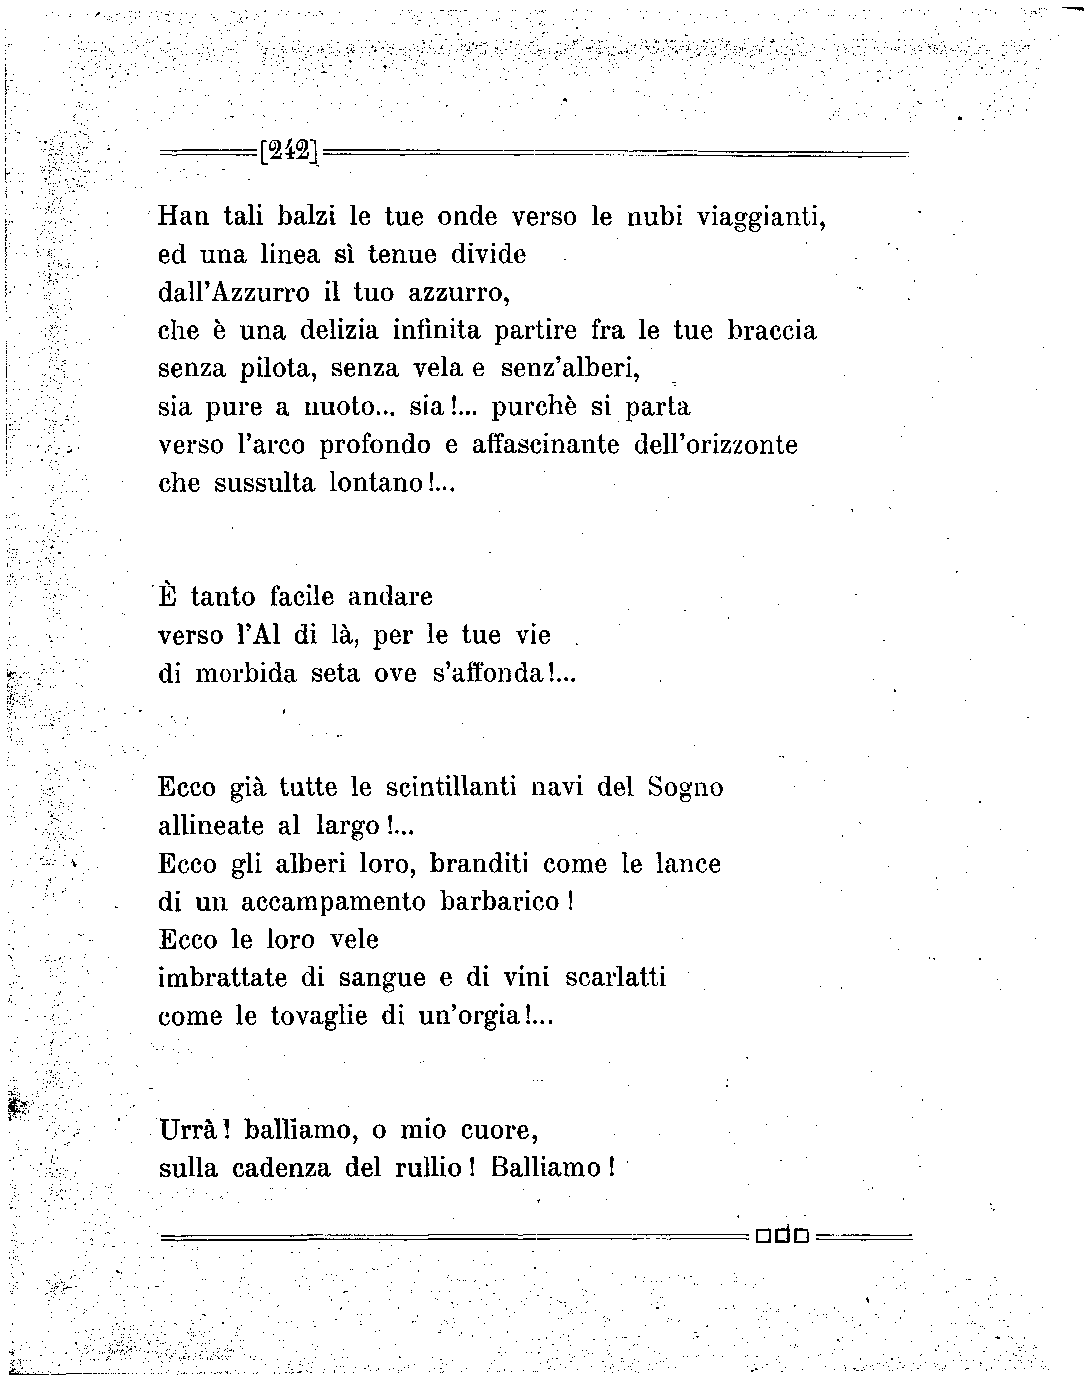 [242]
Han tali balzi le tue onde verso le nubi viaggianti,
ed una linea sì tenue divide
dall'Azzurro il tuo azzurro,
che è una delizia infinita partire fra le tue braccia
senza pilota, senza vela e senz'alberi,
sia pure a nuoto... sia!... purchè si parta
verso l'arco profondo e affascinante dell'orizzonte
che sussulta lontano!...
È tanto facile andare
verso l'Al di là, per le tue vie
di morbida seta ove s'affonda!...
Ecco già tutte le scintillanti navi del Sogno
allineate al largo!...
Ecco gli alberi loro, branditi come le lance
di un accampamento barbarico!
Ecco le loro vele
imbrattate di sangue e di vini scarlatti
come le tovaglie di un'orgia!...
Urrà! balliamo, o mio cuore,
sulla cadenza del rullio! Balliamo!